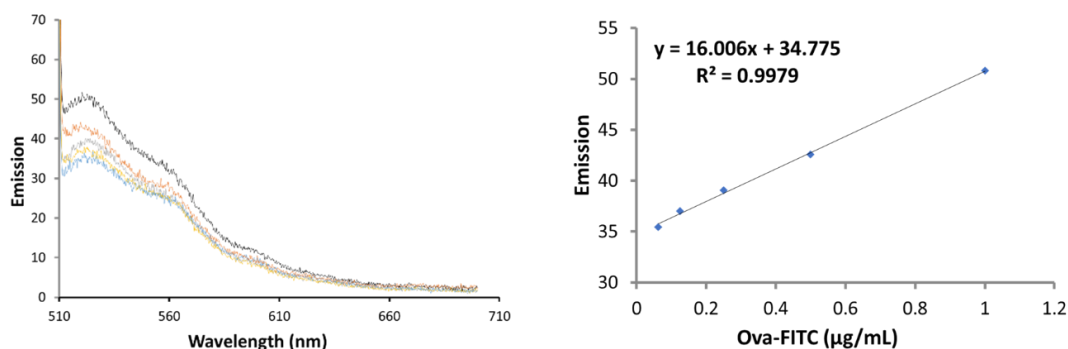 70
60
50
40
30
20
10
0
Emission
510 560 610 660 710
Wavelength (nm)
y = 16.006x + 34.775
R² = 0.9979
55
50
45
40
35
30
Emission
0 0.2 0.4 0.6 0.8 1 1.2
Ova-FITC (µg/mL)